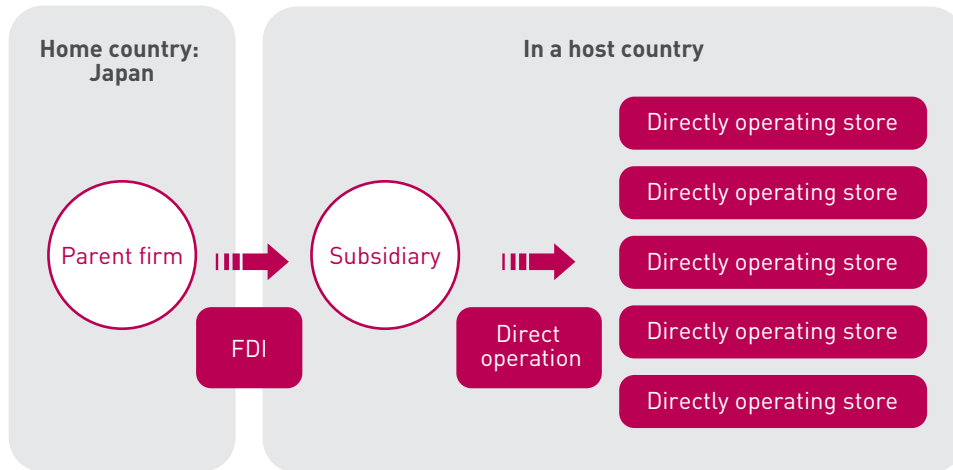 Home country:
Japan
In a host country
Parent firm
FDI
Subsidiary
Direct
operation
Directly operating store
Directly operating store
Directly operating store
Directly operating store
Directly operating store